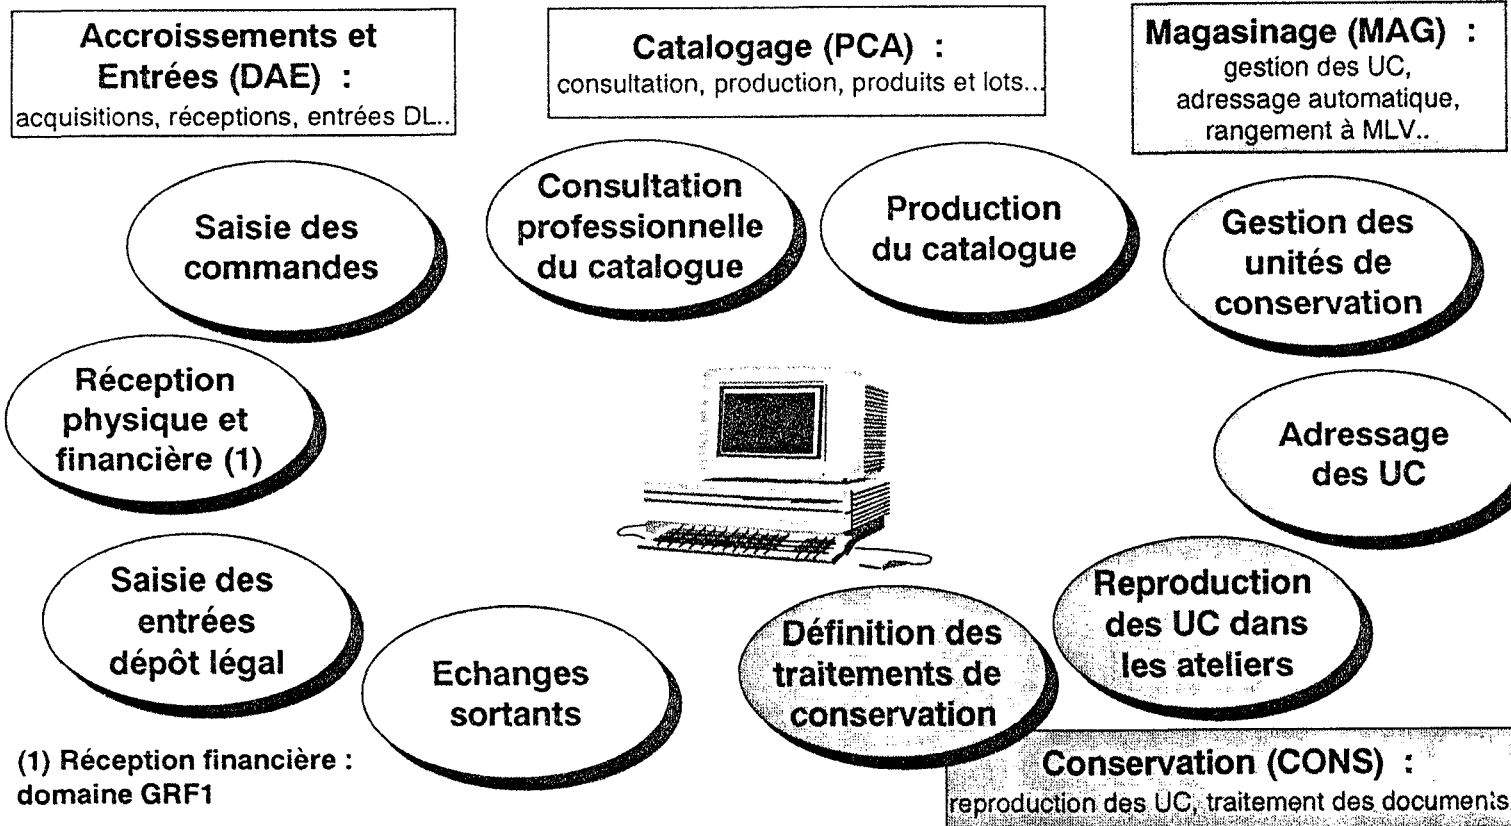 Accroissements et
Entrées (DAE) :
acquisitions, réceptions, entrées DL..
Catalogage (PCA) :
consultation, production, produits et lots...
Magasinage (MAG) :
gestion des UC,
adressage automatique,
rangement à MLV..
Saisie des
commandes
Consultation
professionnelle
du catalogue
Production
du catalogue
Gestion des
unités de
conservation
Réception
physique et
financière (1)
Adressage
des UC
Saisie des
entrées
dépôt légal
Echanges
sortants
Définition des
traitements de
conservation
Reproduction
des UC dans
les ateliers
(1) Réception financière :
domaine GRF1
Conservation (CONS) :
reproduction des UC, traitement des documents